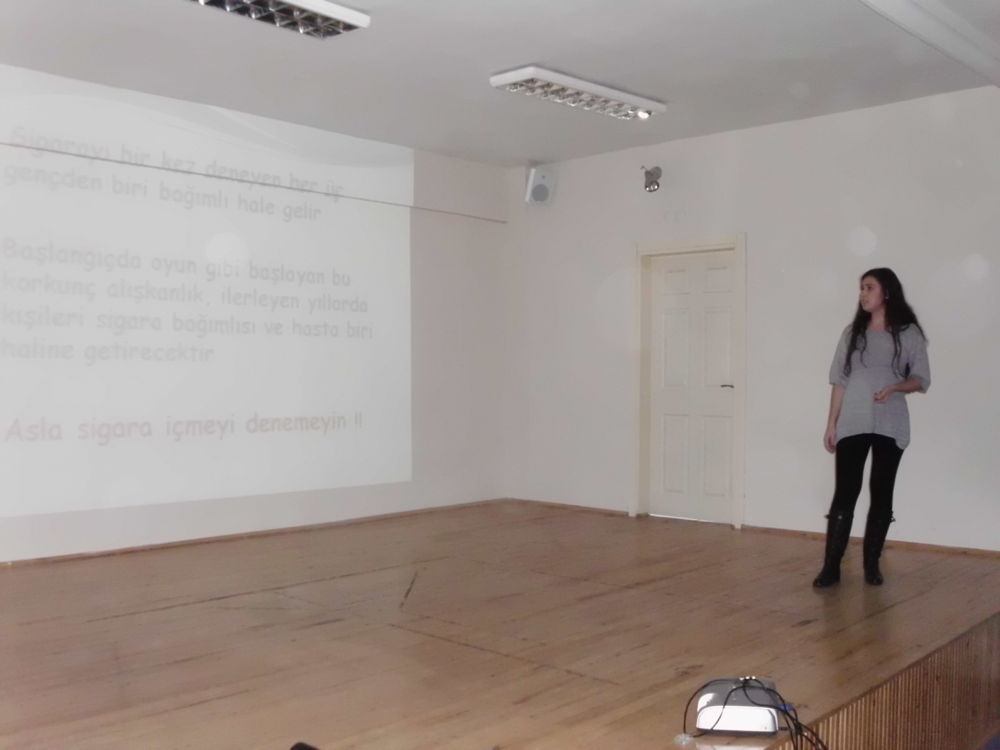 Sigarayı bir kez deneyen her üç
gençden biri bağımlı hale gelir
Başlangıçda oyun gibi başlayan bu
korkunç alışkanlık, ilerleyen yıllarda
kişileri sigara bağımlısı ve hasta biri
haline getirecektir
Asla sigara içmeyi denemeyin !!